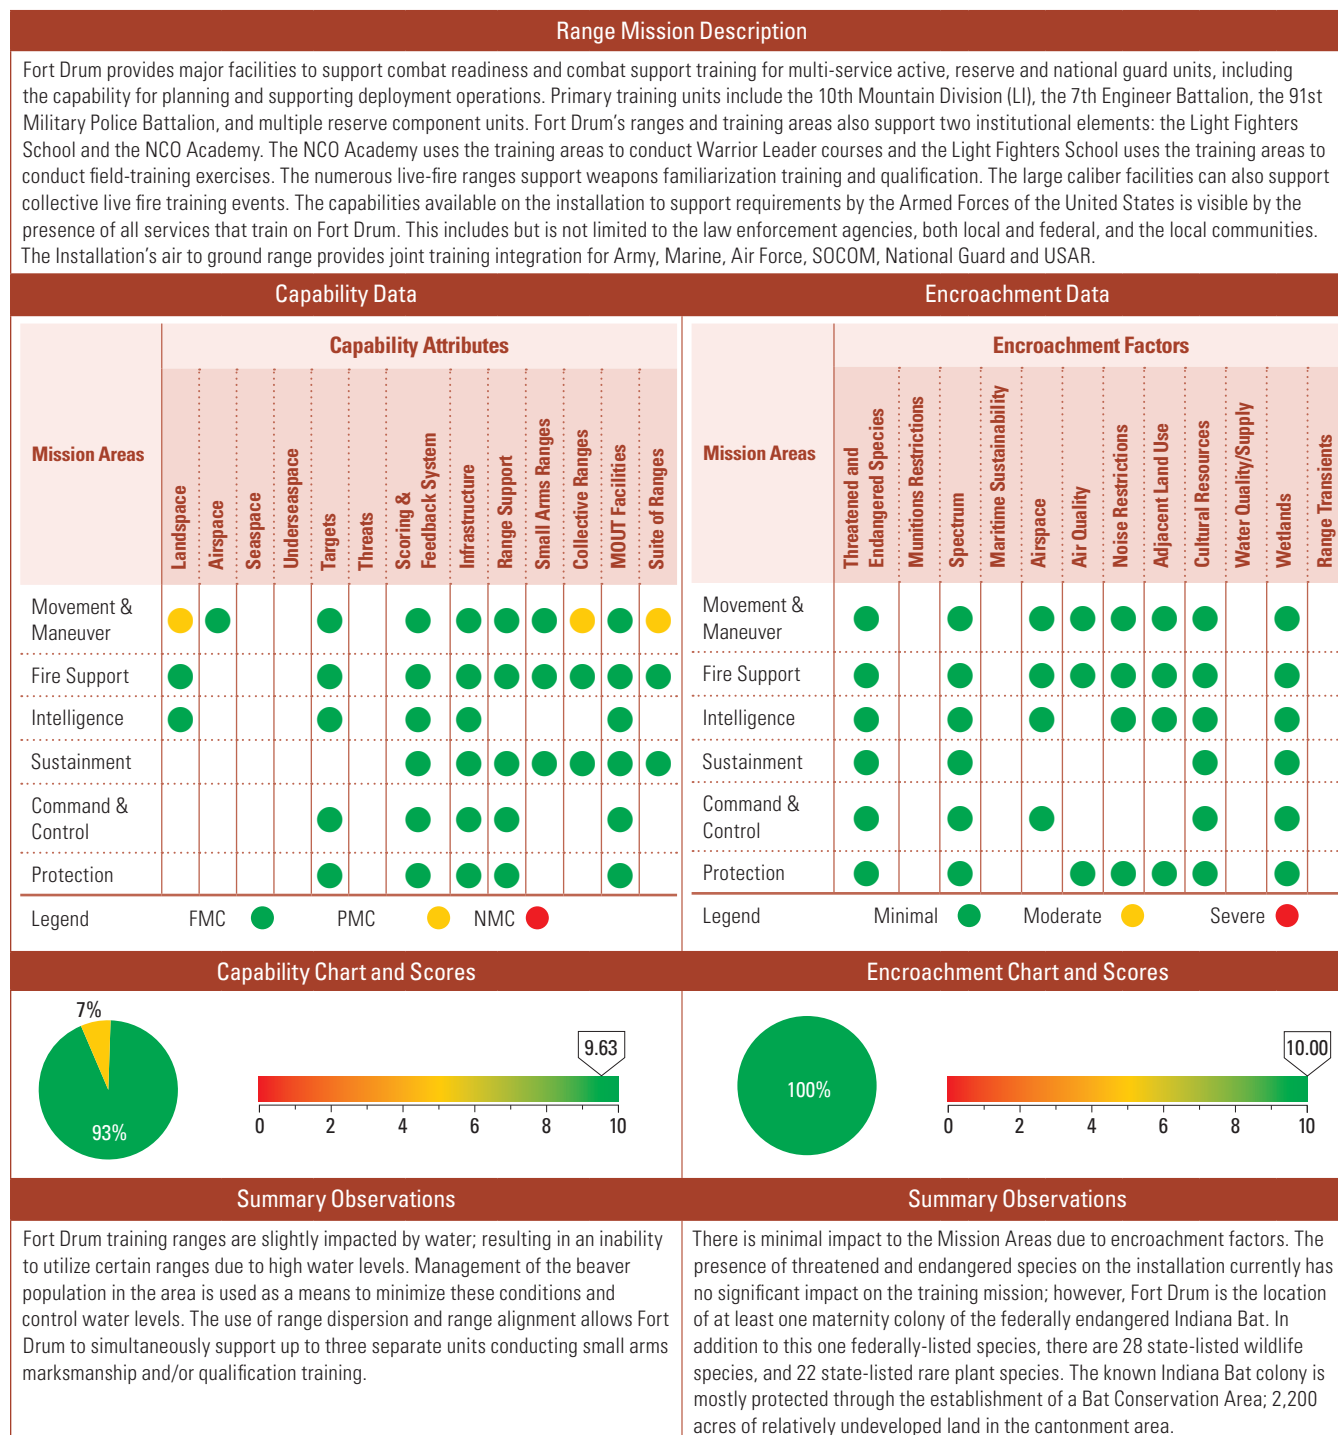 Range Mission Description
Fort Drum provides major facilities to support combat readiness and combat support training for multi-service active, reserve and national guard units, including
the capability for planning and supporting deployment operations. Primary training units include the 10th Mountain Division (LI), the 7th Engineer Battalion, the 91st
Military Police Battalion, and multiple reserve component units. Fort Drum's ranges and training areas also support two institutional elements: the Light Fighters
School and the NCO Academy. The NCO Academy uses the training areas to conduct Warrior Leader courses and the Light Fighters School uses the training areas to
conduct field-training exercises. The numerous live-fire ranges support weapons familiarization training and qualification. The large caliber facilities can also support
collective live fire training events. The capabilities available on the installation to support requirements by the Armed Forces of the United States is visible by the
presence of all services that train on Fort Drum. This includes but is not limited to the law enforcement agencies, both local and federal, and the local communities.
The Installation's air to ground range provides joint training integration for Army, Marine, Air Force, SOCOM, National Guard and USAR.
Capability Data
Mission Areas
Capability Attributes
Landspace
Airspace
Seaspace
Underseaspace
Targets
Threats
Scoring &
Feedback System
Infrastructure
Range Support
Small Arms Ranges
Collective Ranges
MOUT Facilities
Suite of Ranges
Movement &
Maneuver
Fire Support
Intelligence
Sustainment
Command &
Control
Protection
Legend FMC PMC NMC
Encroachment Data
Mission Areas
Encroachment Factors
Threatened and
Endangered Species
Munitions Restrictions
Spectrum
Maritime Sustainability
Airspace
Air Quality
Noise Restrictions
Adjacent Land Use
Cultural Resources
Water Quality/Supply
Wetlands
Range Transients
Movement &
Maneuver
Fire Support
Intelligence
Sustainment
Command &
Control
Protection
Legend Minimal Moderate Severe
Capability Chart and Scores
7%
93%
9.63
0 2 4 6 8 10
Encroachment Chart and Scores
100%
10.00
0 2 4 6 8 10
Summary Observations
Fort Drum training ranges are slightly impacted by water; resulting in an inability
to utilize certain ranges due to high water levels. Management of the beaver
population in the area is used as a means to minimize these conditions and
control water levels. The use of range dispersion and range alignment allows Fort
Drum to simultaneously support up to three separate units conducting small arms
marksmanship and/or qualification training.
Summary Observations
There is minimal impact to the Mission Areas due to encroachment factors. The
presence of threatened and endangered species on the installation currently has
no significant impact on the training mission; however, Fort Drum is the location
of at least one maternity colony of the federally endangered Indiana Bat. In
addition to this one federally-listed species, there are 28 state-listed wildlife
species, and 22 state-listed rare plant species. The known Indiana Bat colony is
mostly protected through the establishment of a Bat Conservation Area; 2,200
acres of relatively undeveloped land in the cantonment area.